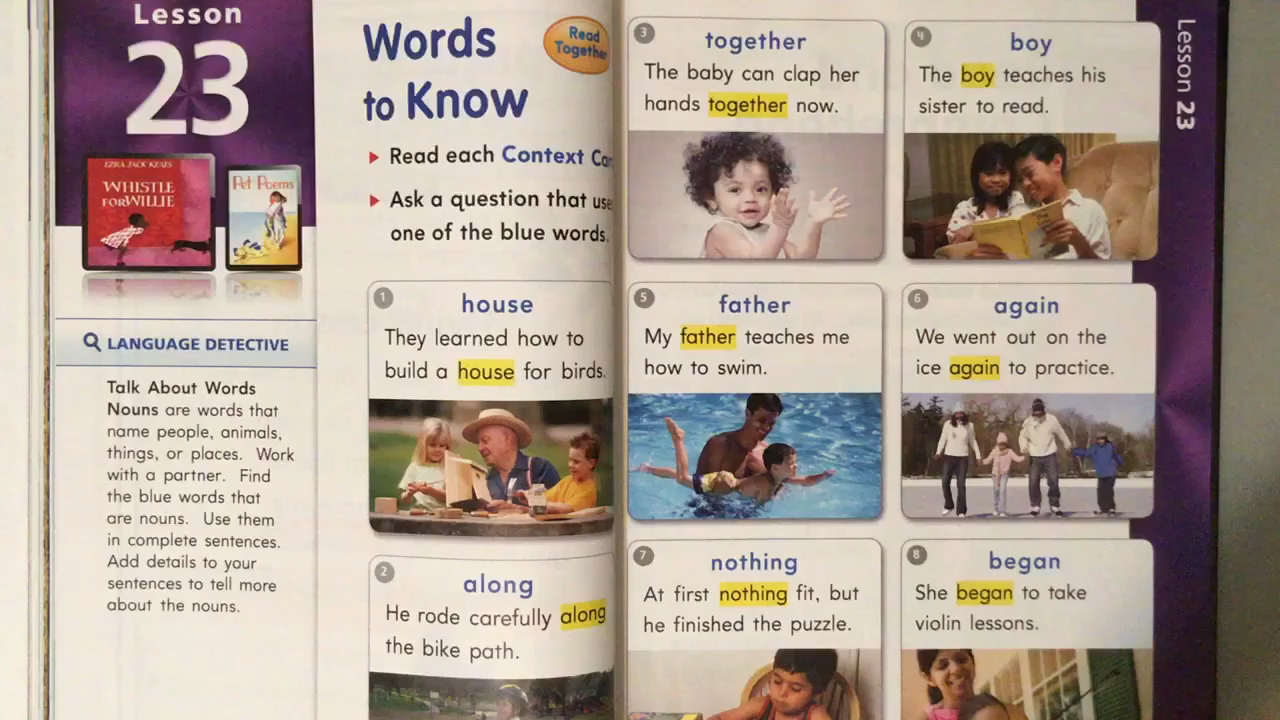 Lesson
23
EZRA JACK KEATS
WHISTLE
FOR WILLIE
Pet Poems
LANGUAGE DETECTIVE
Talk About Words
Nouns are words that
name people, animals,
things, or places. Work
with a partner. Find
the blue words that
are nouns. Use them
in complete sentences.
Add details to your
sentences to tell more
about the nouns.
Words
to Know
Read
Together
Read each Context
Ask a question that
one of the blue words.
1
house
They learned how to
build a house for birds.
2
along
He rode carefully along
the bike path.
3
together
The baby can clap her
hands together now.
4
boy
The boy teaches his
sister to read.
5
father
My father teaches me
how to swim.
6
again
We went out on the
ice again to practice.
7
nothing
At first nothing fit, but
he finished the puzzle.
8
began
She began to take
violin lessons.
Lesson 23